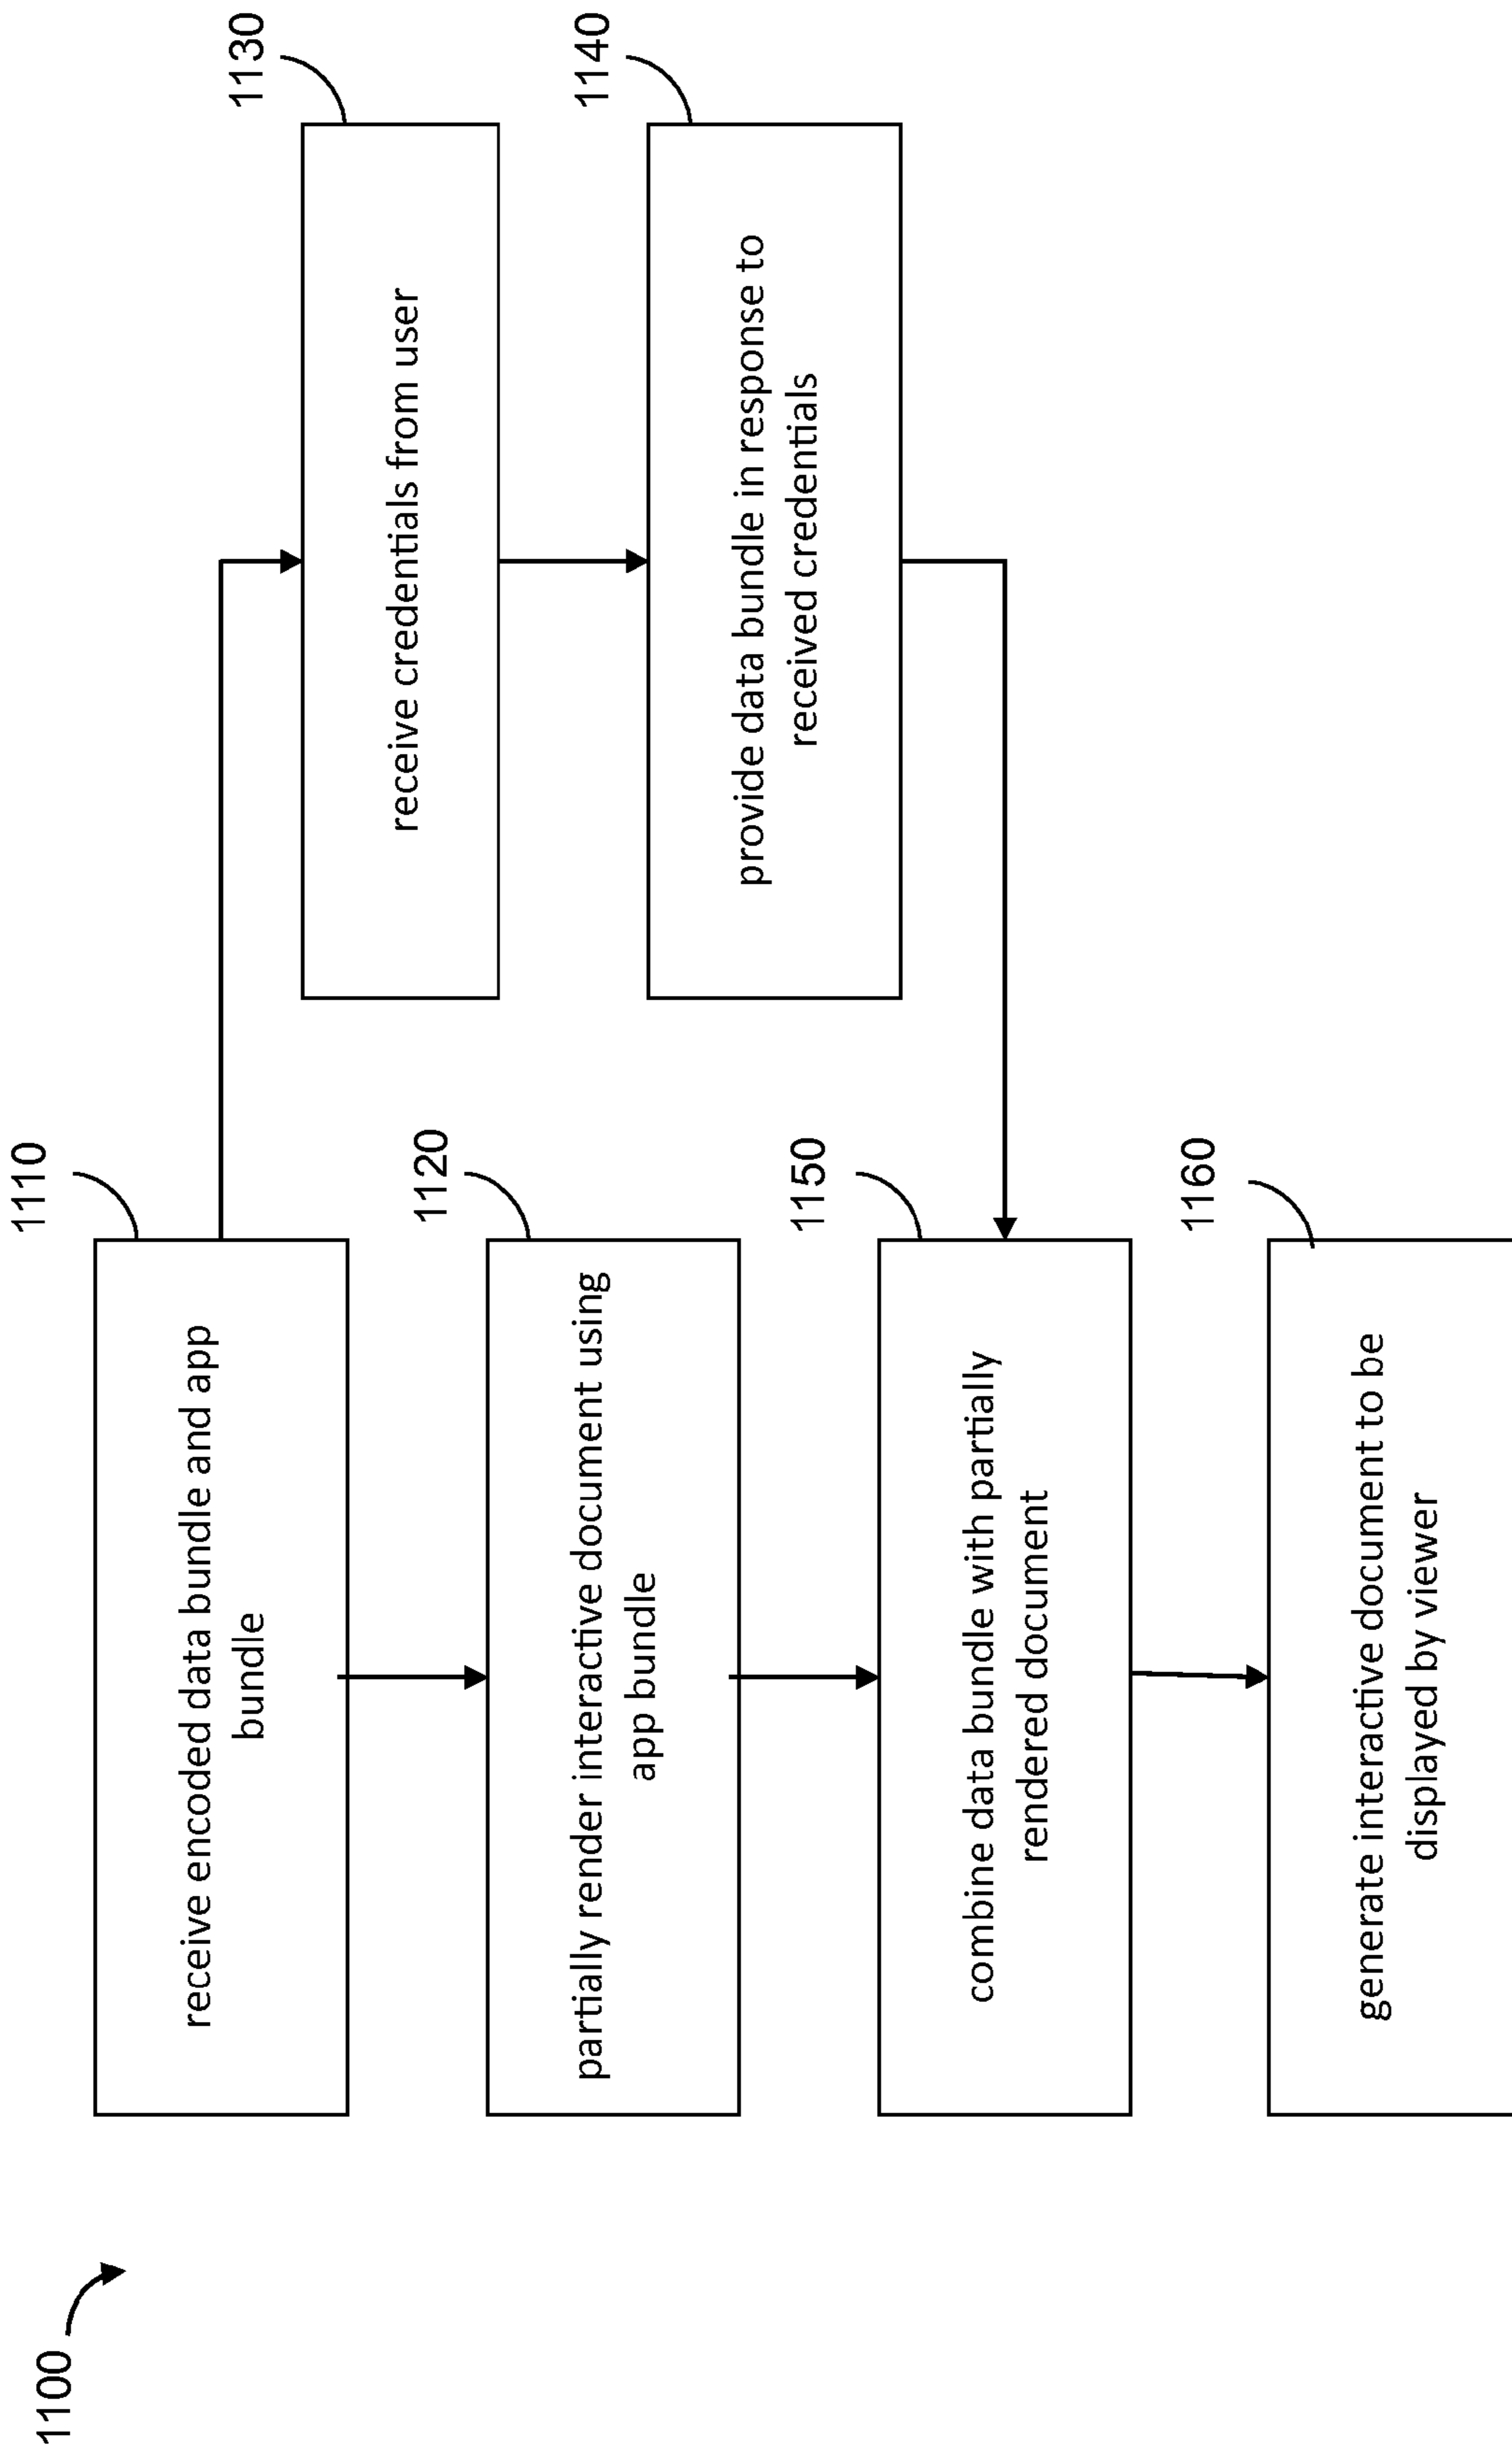 1100
1110
receive encoded data bundle and app
bundle
1120
partially render interactive document using
app bundle
1130
receive credentials from user
1140
provide data bundle in response to
received credentials
1150
combine data bundle with partially
rendered document
1160
generate interactive document to be
displayed by viewer